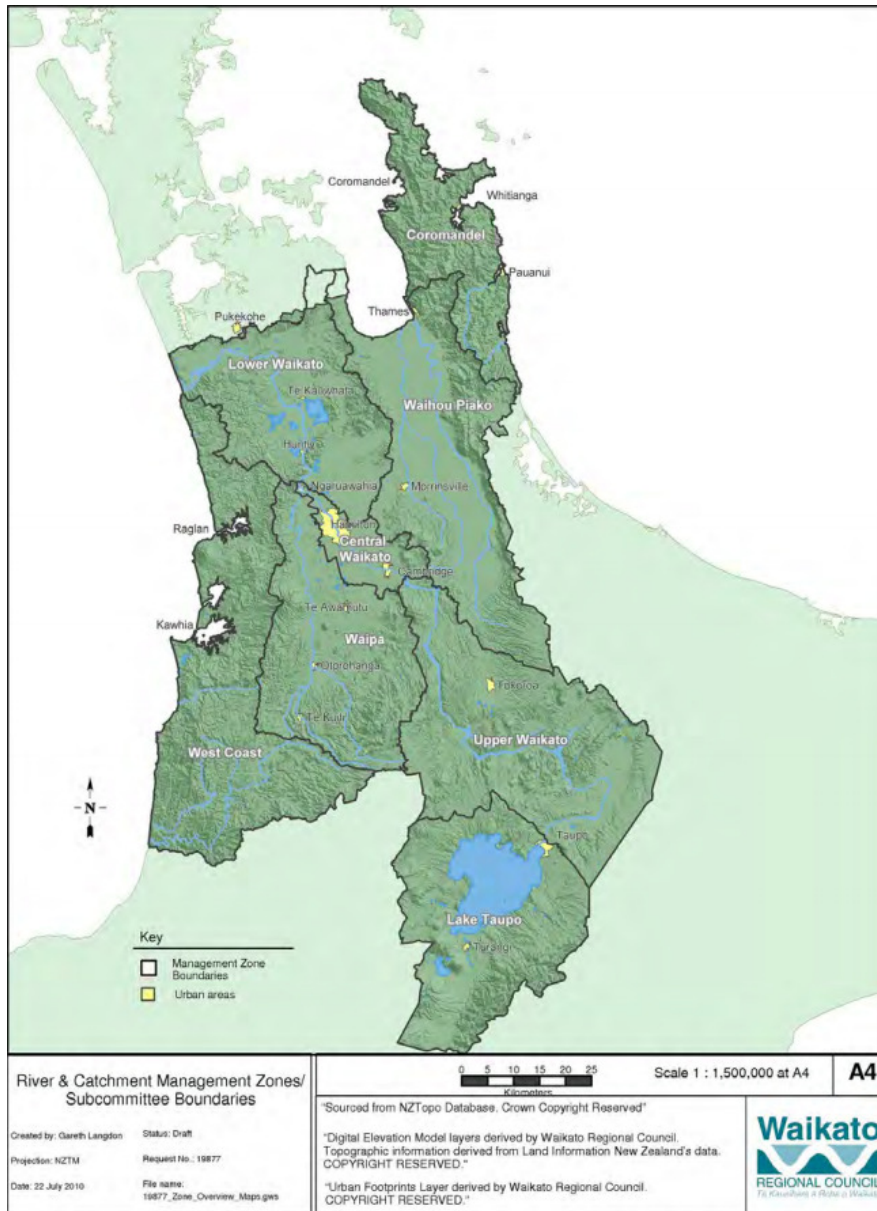 Coromandel
Whitianga
Coromandel
Pauanui
Thames
Pukekohe
Lower Waikato
Te Kauwhata
Waihou Piako
Huntly
Ngaruawahia
Morrinsville
Raglan
Hamilton
Central
Waikato
Cambridge
Te Awamutu
Kawhia
Waipa
Otorohanga
Tokoroa
Te Kuiti
Upper Waikato
West Coast
N
Taupo
Lake Taupo
Turangi
Key
Management Zone
Boundaries
Urban areas
River & Catchment Management Zones/
Subcommittee Boundaries
Created by: Gareth Langdon
Status: Draft
Projection: NZTM
Request No.: 19877
Date: 22 July 2010
File name:
19877_Zone_Overview_Maps.gws
0 5 10 15 20 25
Kilometers
Scale 1 : 1,500,000 at A4
A4
"Sourced from NZTopo Database. Crown Copyright Reserved"
"Digital Elevation Model layers derived by Waikato Regional Council.
Topographic information derived from Land Information New Zealand's data.
COPYRIGHT RESERVED."
"Urban Footprints Layer derived by Waikato Regional Council.
COPYRIGHT RESERVED."
Waikato
REGIONAL COUNCIL
Te Kaunihera ā Rohe o Waikato